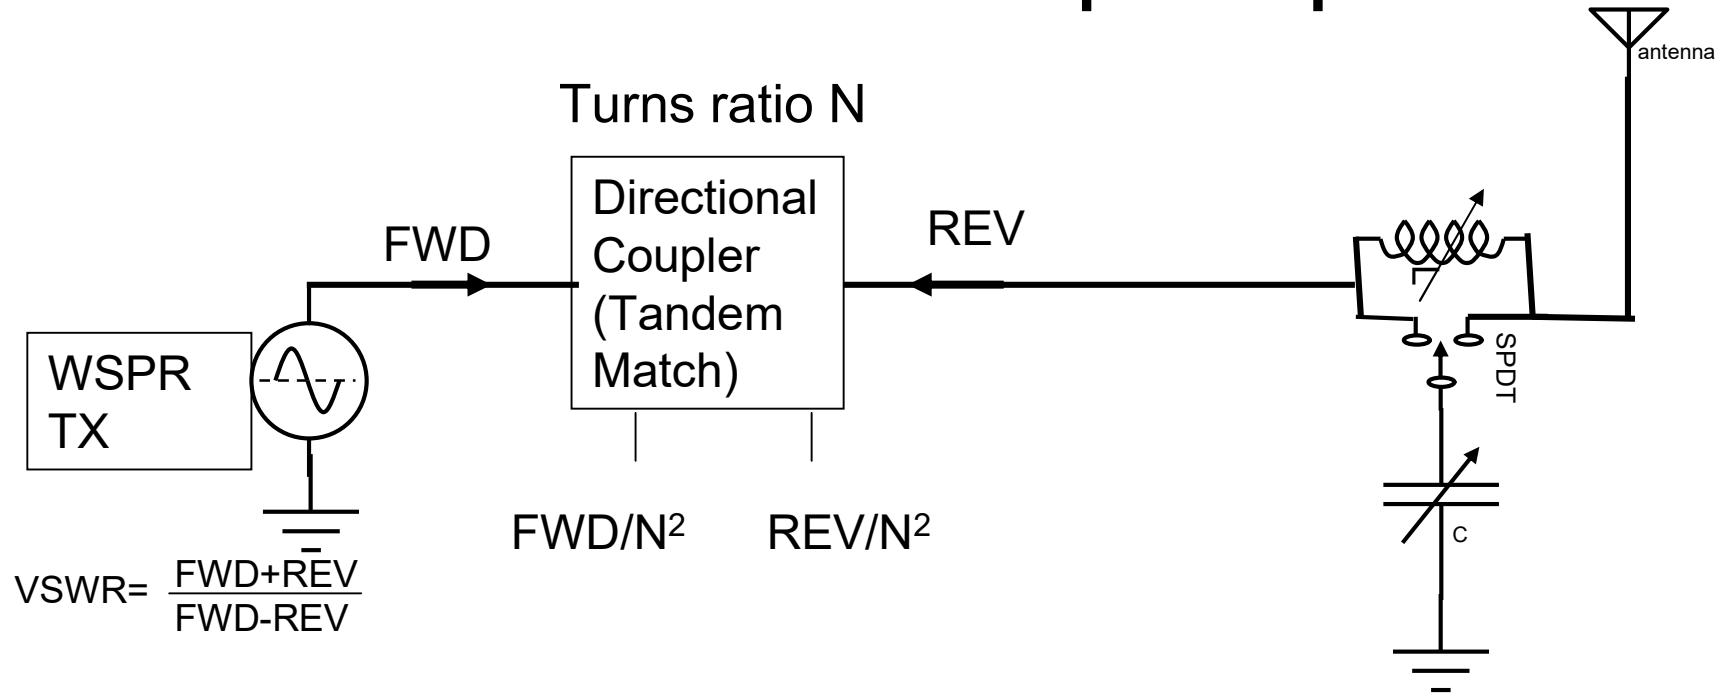 antenna
Turns ratio N
Directional
Coupler
(Tandem
Match)
FWD
REV
L
SPDT
WSPR
TX
FWD/N²
REV/N²
C
VSWR= FWD+REV
FWD-REV